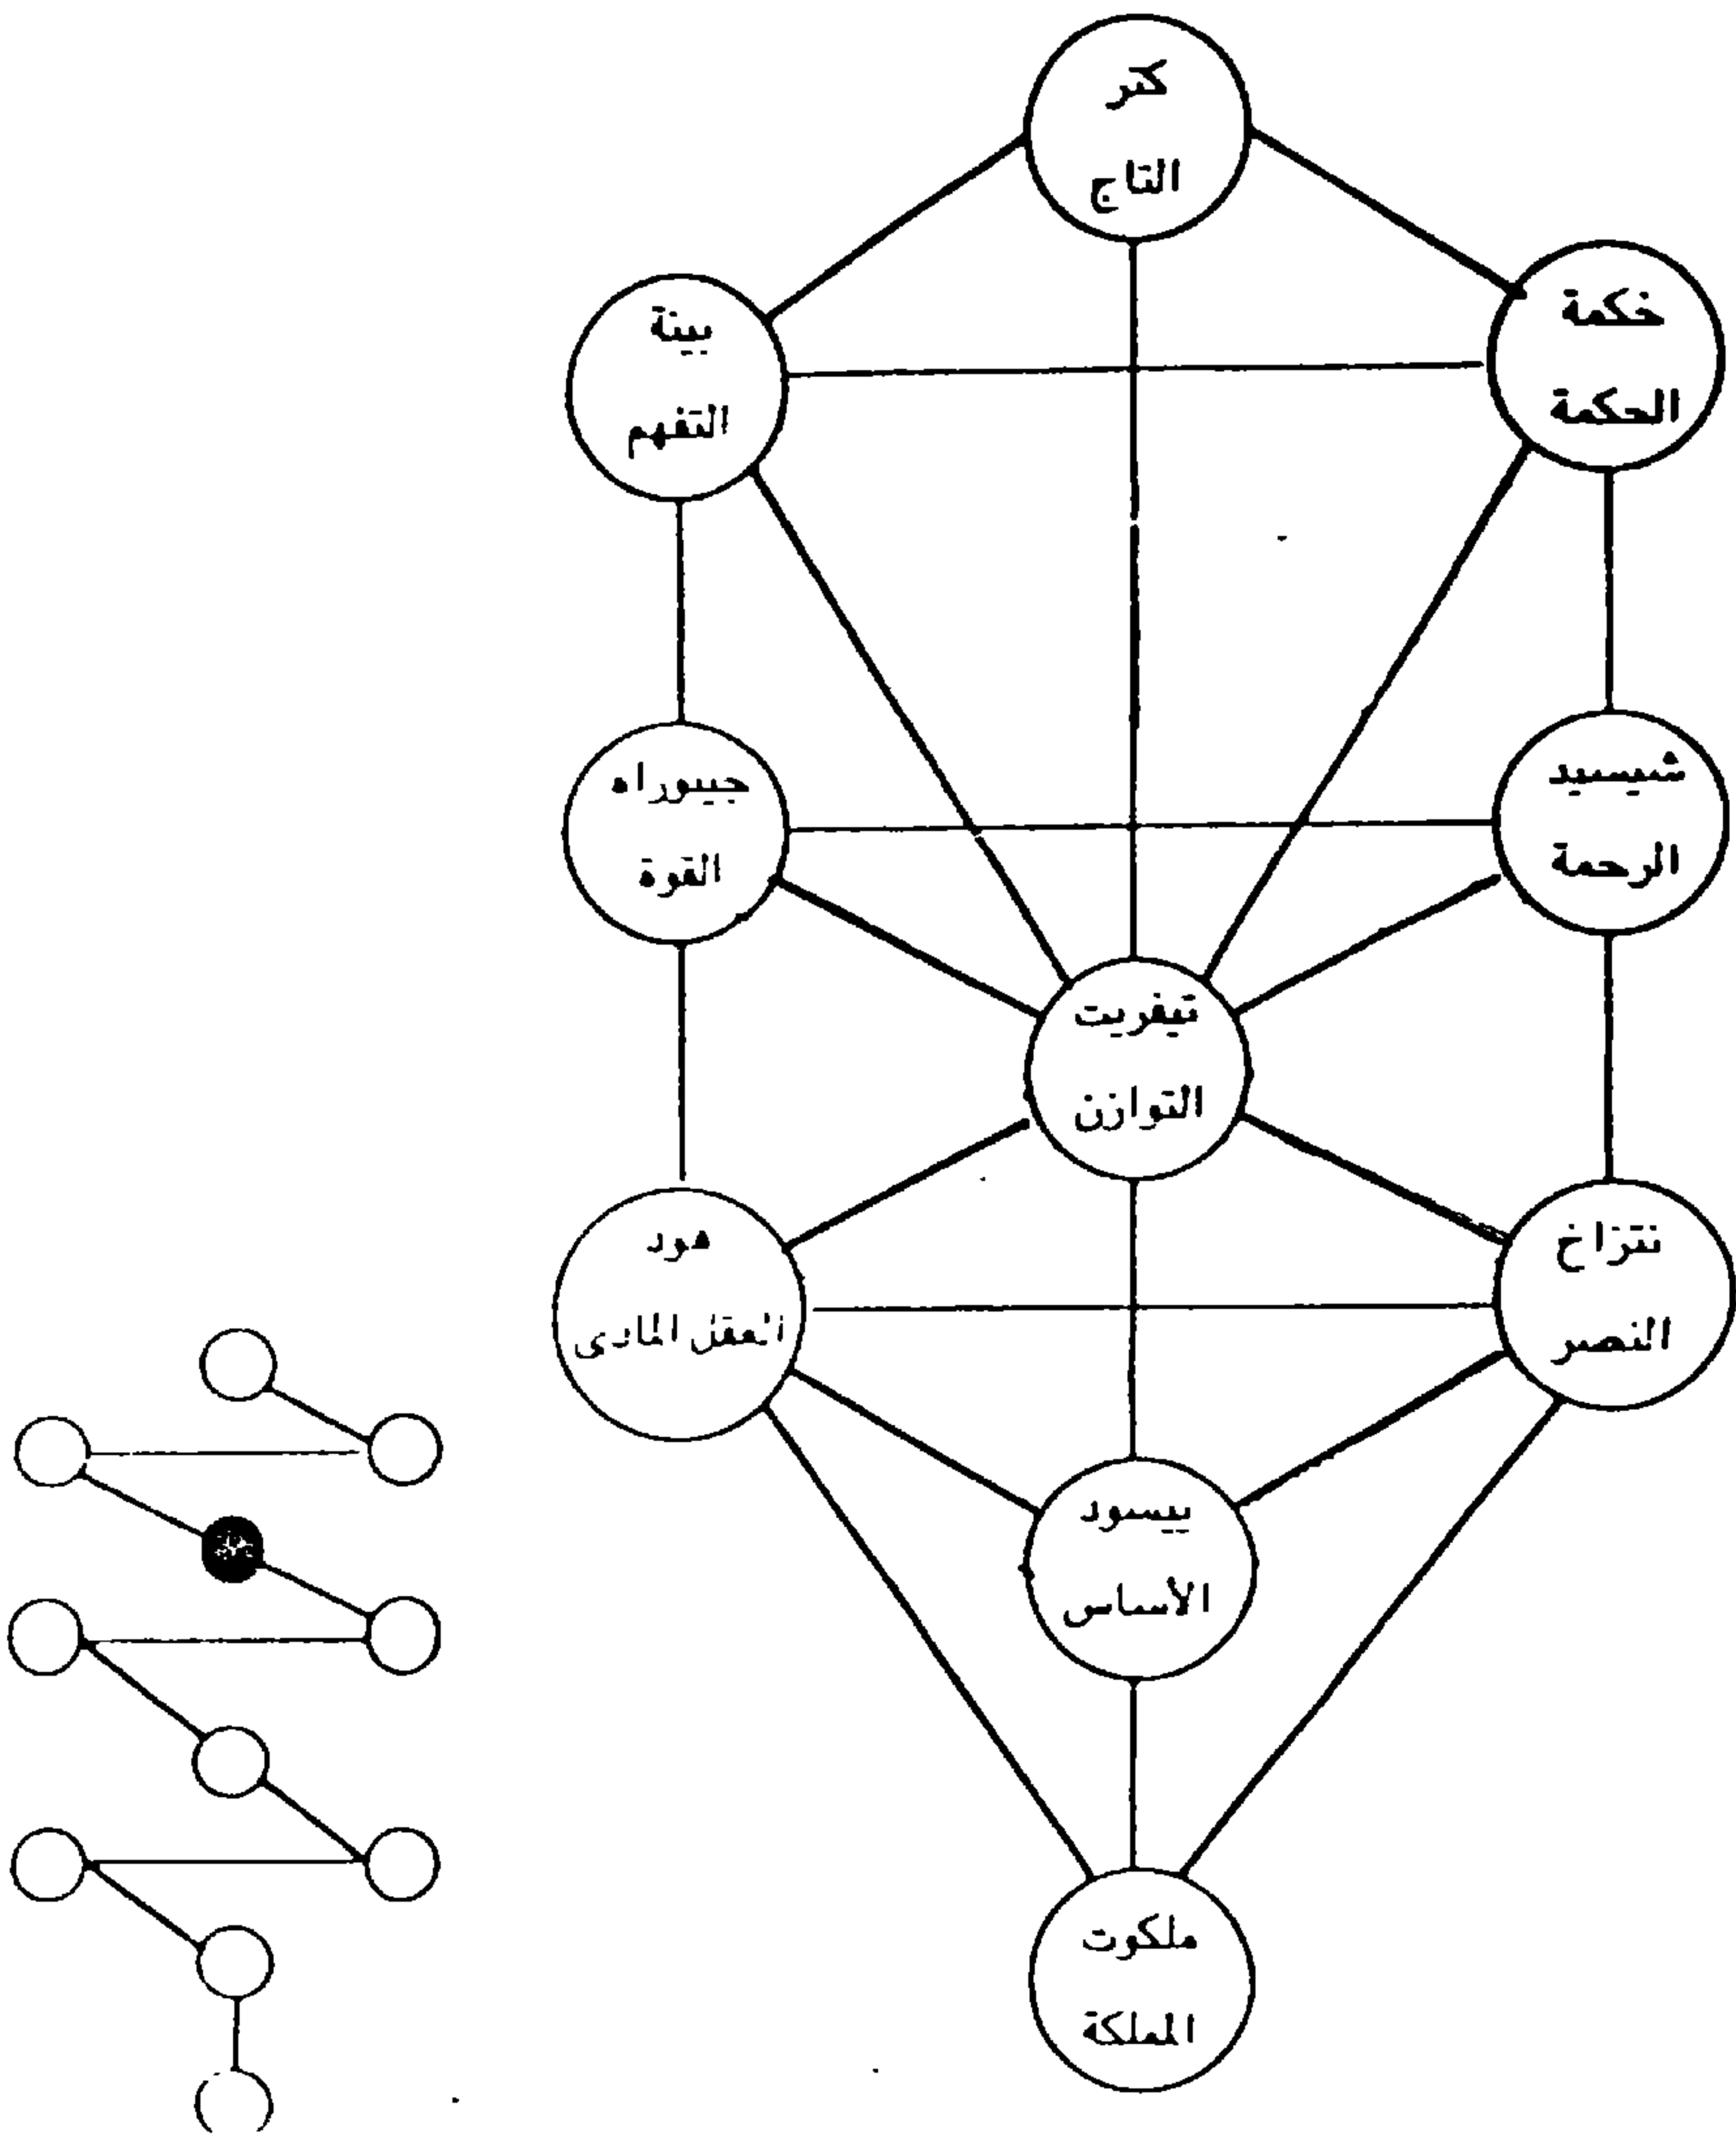 كتر
التاج
خكمة
الحكمة
بينة
التفهم
شيسيد
الرحمة
جيبوراه
القوة
تيفريت
التوازن
نتزاخ
النصر
هود
العقل المادى
ييسود
الأساس
ملكوت
المملكة